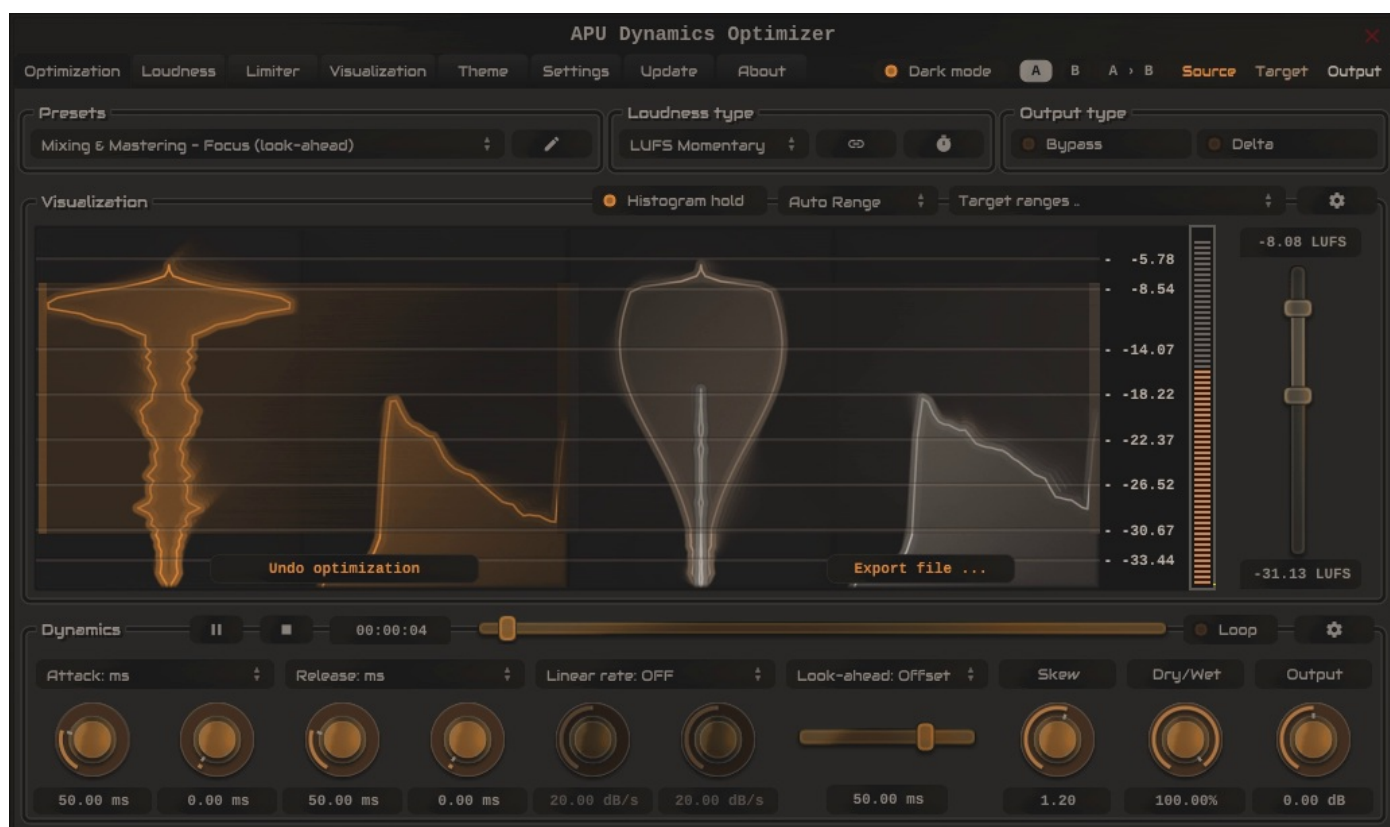 APU Dynamics Optimizer
Optimization Loudness Limiter Visualization Theme Settings Update About Dark mode A B A › B Source Target Output
Presets Loudness type Output type
Mixing & Mastering - Focus (look-ahead) LUFS Momentary Bypass Delta
Visualization Histogram hold Auto Range Target ranges ..
-8.08 LUFS
- -5.78
- -8.54
- -14.07
- -18.22
- -22.37
- -26.52
- -30.67
- -33.44
Undo optimization Export file ... -31.13 LUFS
Dynamics 00:00:04 Loop
Attack: ms Release: ms Linear rate: OFF Look-ahead: Offset Skew Dry/Wet Output
50.00 ms 0.00 ms 50.00 ms 0.00 ms 20.00 dB/s 20.00 dB/s 50.00 ms 1.20 100.00% 0.00 dB